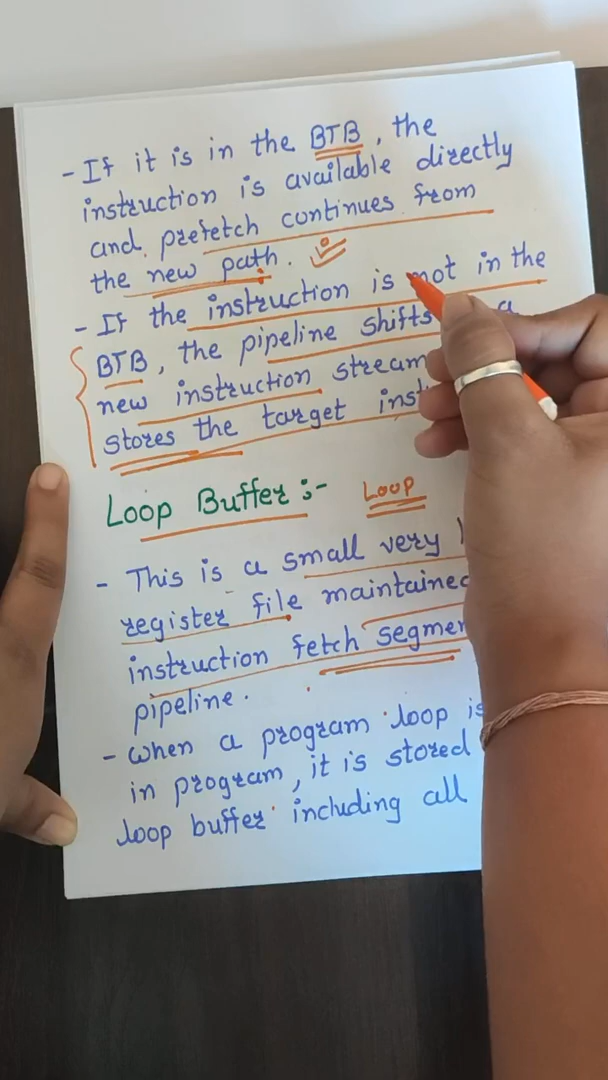 - If it is in the BTB, the
instruction is available directly
and prefetch continues from
the new path.
- If the instruction is not in the
BTB, the pipeline shifts a
new instruction stream
stores the target inst
Loop Buffer :- Loop
- This is a small very
register file maintained
instruction fetch segmen
pipeline.
- When a program loop is
in program, it is stored
loop buffer including all